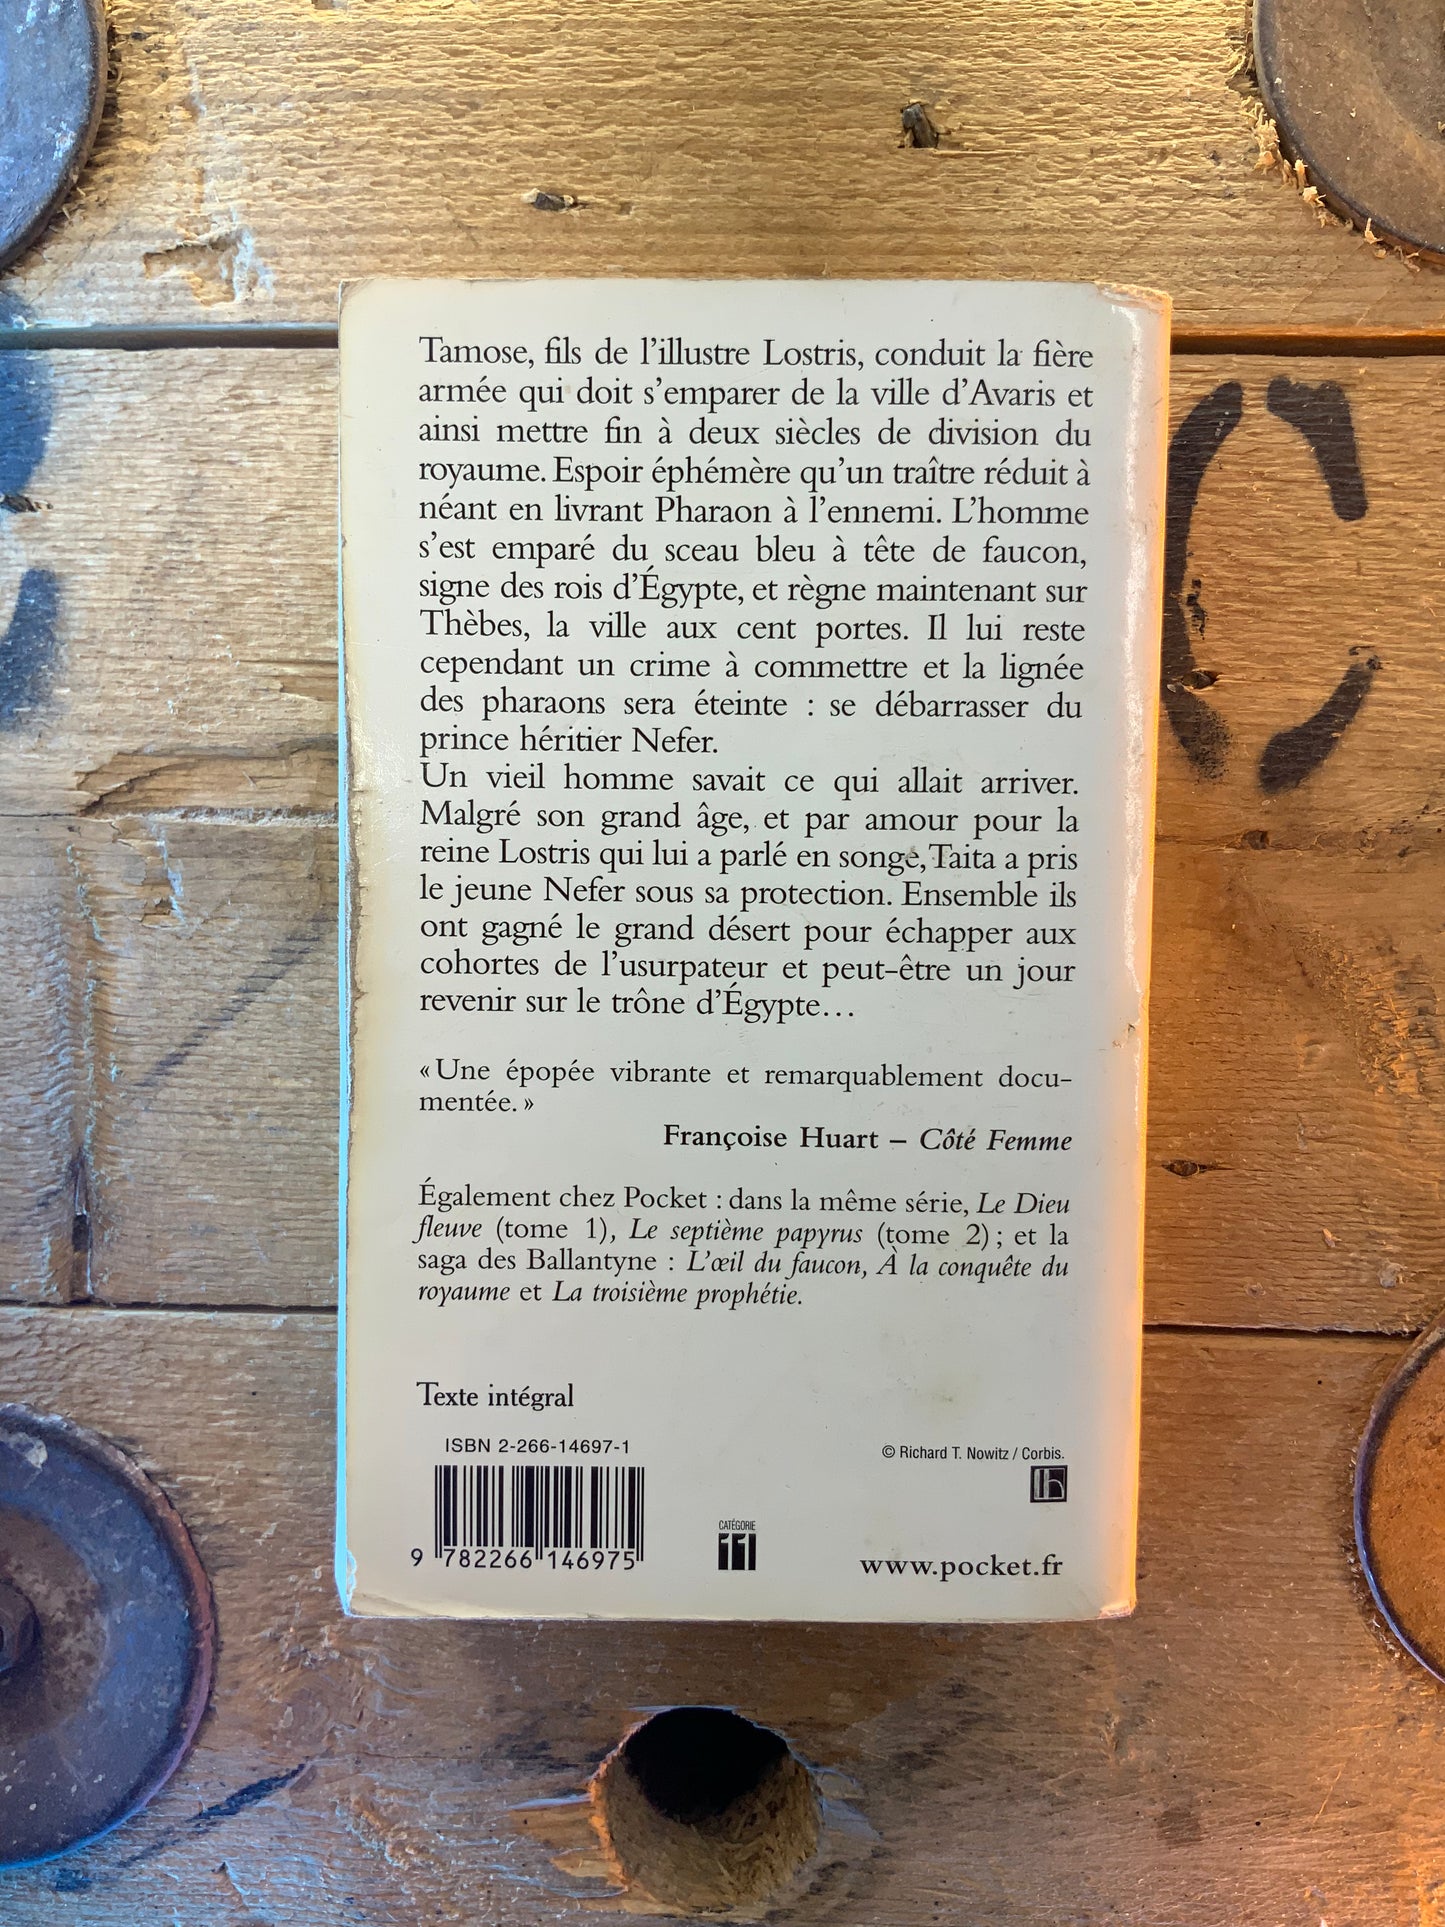 Tamose, fils de l'illustre Lostris, conduit la fière
armée qui doit s'emparer de la ville d'Avaris et
ainsi mettre fin à deux siècles de division du
royaume. Espoir éphémère qu'un traître réduit à
néant en livrant Pharaon à l'ennemi. L'homme
s'est emparé du sceau bleu à tête de faucon,
signe des rois d'Égypte, et règne maintenant sur
Thèbes, la ville aux cent portes. Il lui reste
cependant un crime à commettre et la lignée
des pharaons sera éteinte : se débarrasser du
prince héritier Nefer.
Un vieil homme savait ce qui allait arriver.
Malgré son grand âge, et par amour pour la
reine Lostris qui lui a parlé en songe, Taita a pris
le jeune Nefer sous sa protection. Ensemble ils
ont gagné le grand désert pour échapper aux
cohortes de l'usurpateur et peut-être un jour
revenir sur le trône d'Égypte…
« Une épopée vibrante et remarquablement docu-
mentée. »
Françoise Huart – Côté Femme
Également chez Pocket : dans la même série, Le Dieu
fleuve (tome 1), Le septième papyrus (tome 2) ; et la
saga des Ballantyne : L'œil du faucon, À la conquête du
royaume et La troisième prophétie.
Texte intégral
ISBN 2-266-14697-1
© Richard T. Nowitz / Corbis.
9 782266 146975
CATÉGORIE
11
www.pocket.fr